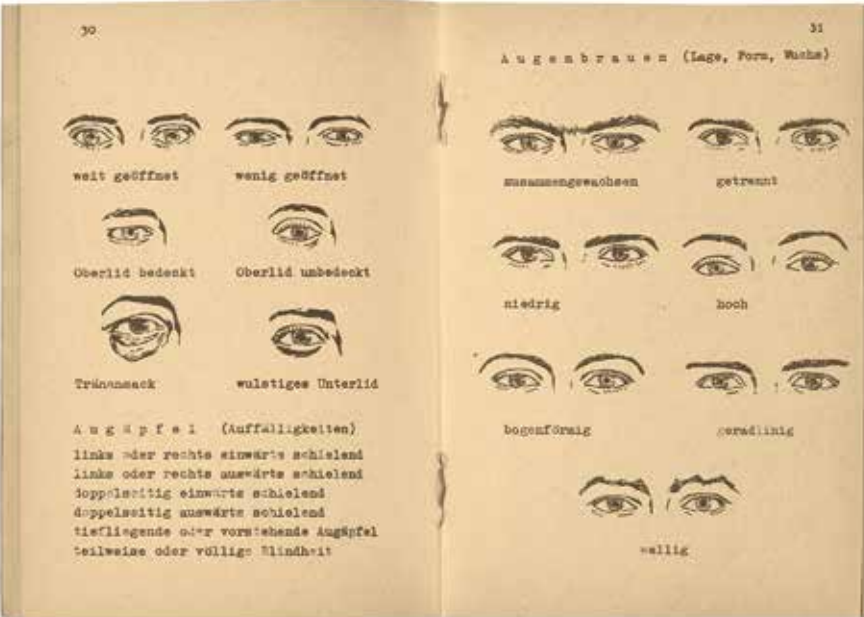 30
weit geöffnet wenig geöffnet
Oberlid bedeckt Oberlid unbedeckt
Tränensack wulstiges Unterlid
Augäpfel (Auffälligkeiten)
links oder rechts einwärts schielend
links oder rechts auswärts schielend
doppelseitig einwärts schielend
doppelseitig auswärts schielend
tiefliegende oder vorstehende Augäpfel
teilweise oder völlige Blindheit
31
Augenbrauen (Lage, Form, Wuchs)
zusammengewachsen getrennt
niedrig hoch
bogenförmig geradlinig